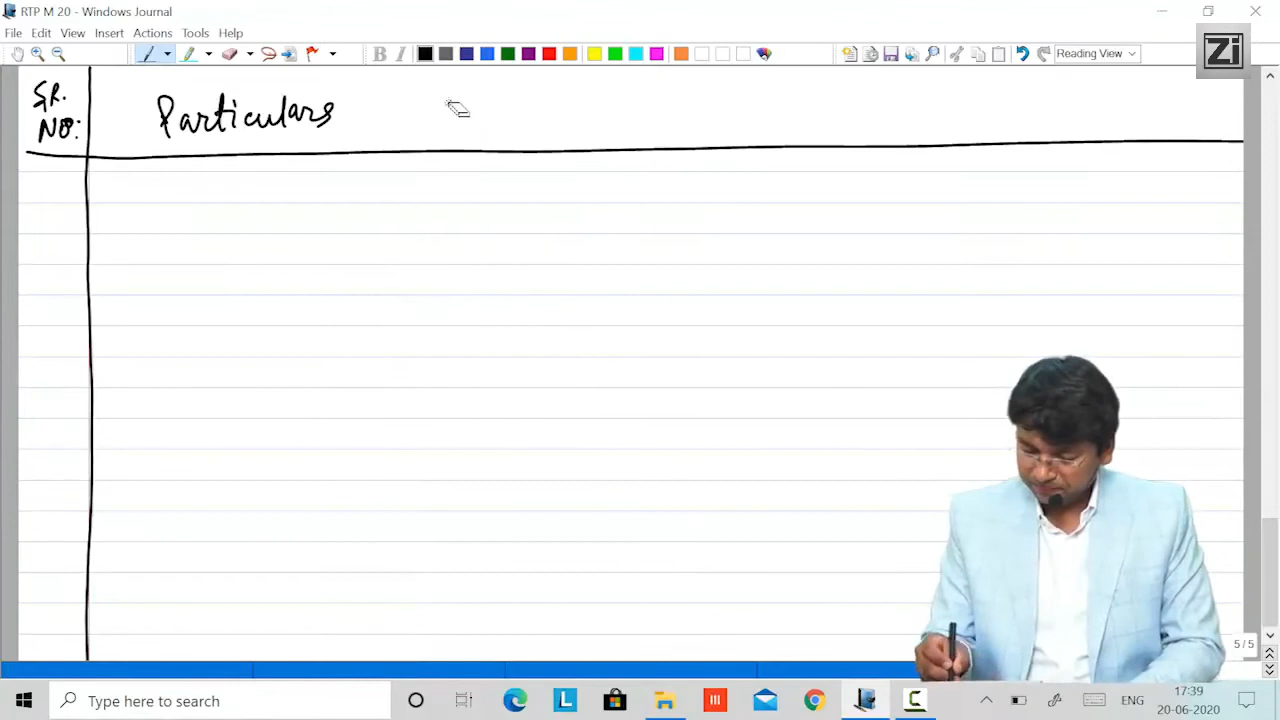 RTP M 20 - Windows Journal
File Edit View Insert Actions Tools Help
B I Reading View
Zi
SR. NO:
Particulars
5/5
Type here to search
L
C
ENG
17:39
20-06-2020